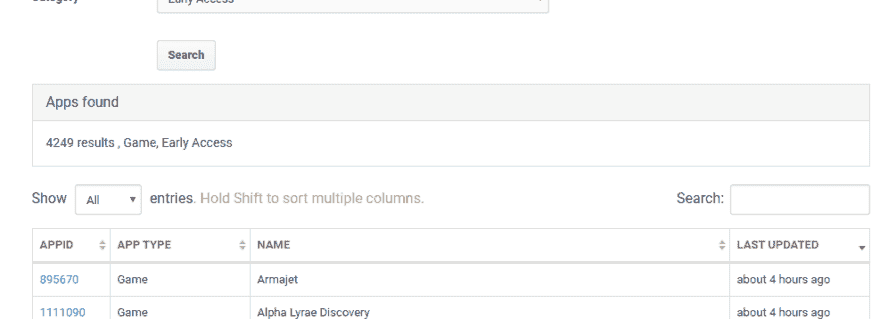 Category Early Access
Search
Apps found
4249 results , Game, Early Access
Show All entries. Hold Shift to sort multiple columns. Search:
APPID APP TYPE NAME LAST UPDATED
895670 Game Armajet about 4 hours ago
1111090 Game Alpha Lyrae Discovery about 4 hours ago